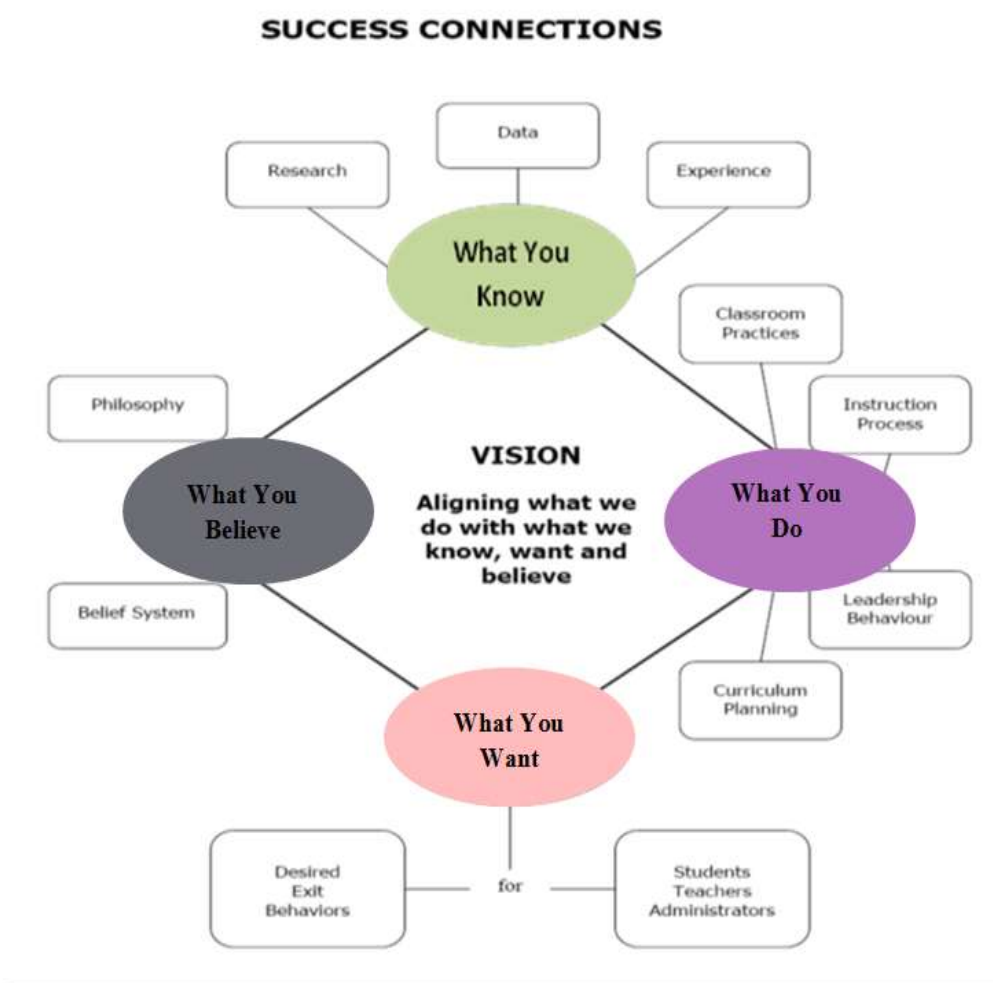 SUCCESS CONNECTIONS
Data
Research
Experience
What You
Know
Classroom
Practices
Philosophy
Instruction
Process
VISION
Aligning what we
do with what we
know, want and
believe
What You
Believe
What You
Do
Belief System
Leadership
Behaviour
Curriculum
Planning
What You
Want
Desired
Exit
Behaviors
for
Students
Teachers
Administrators